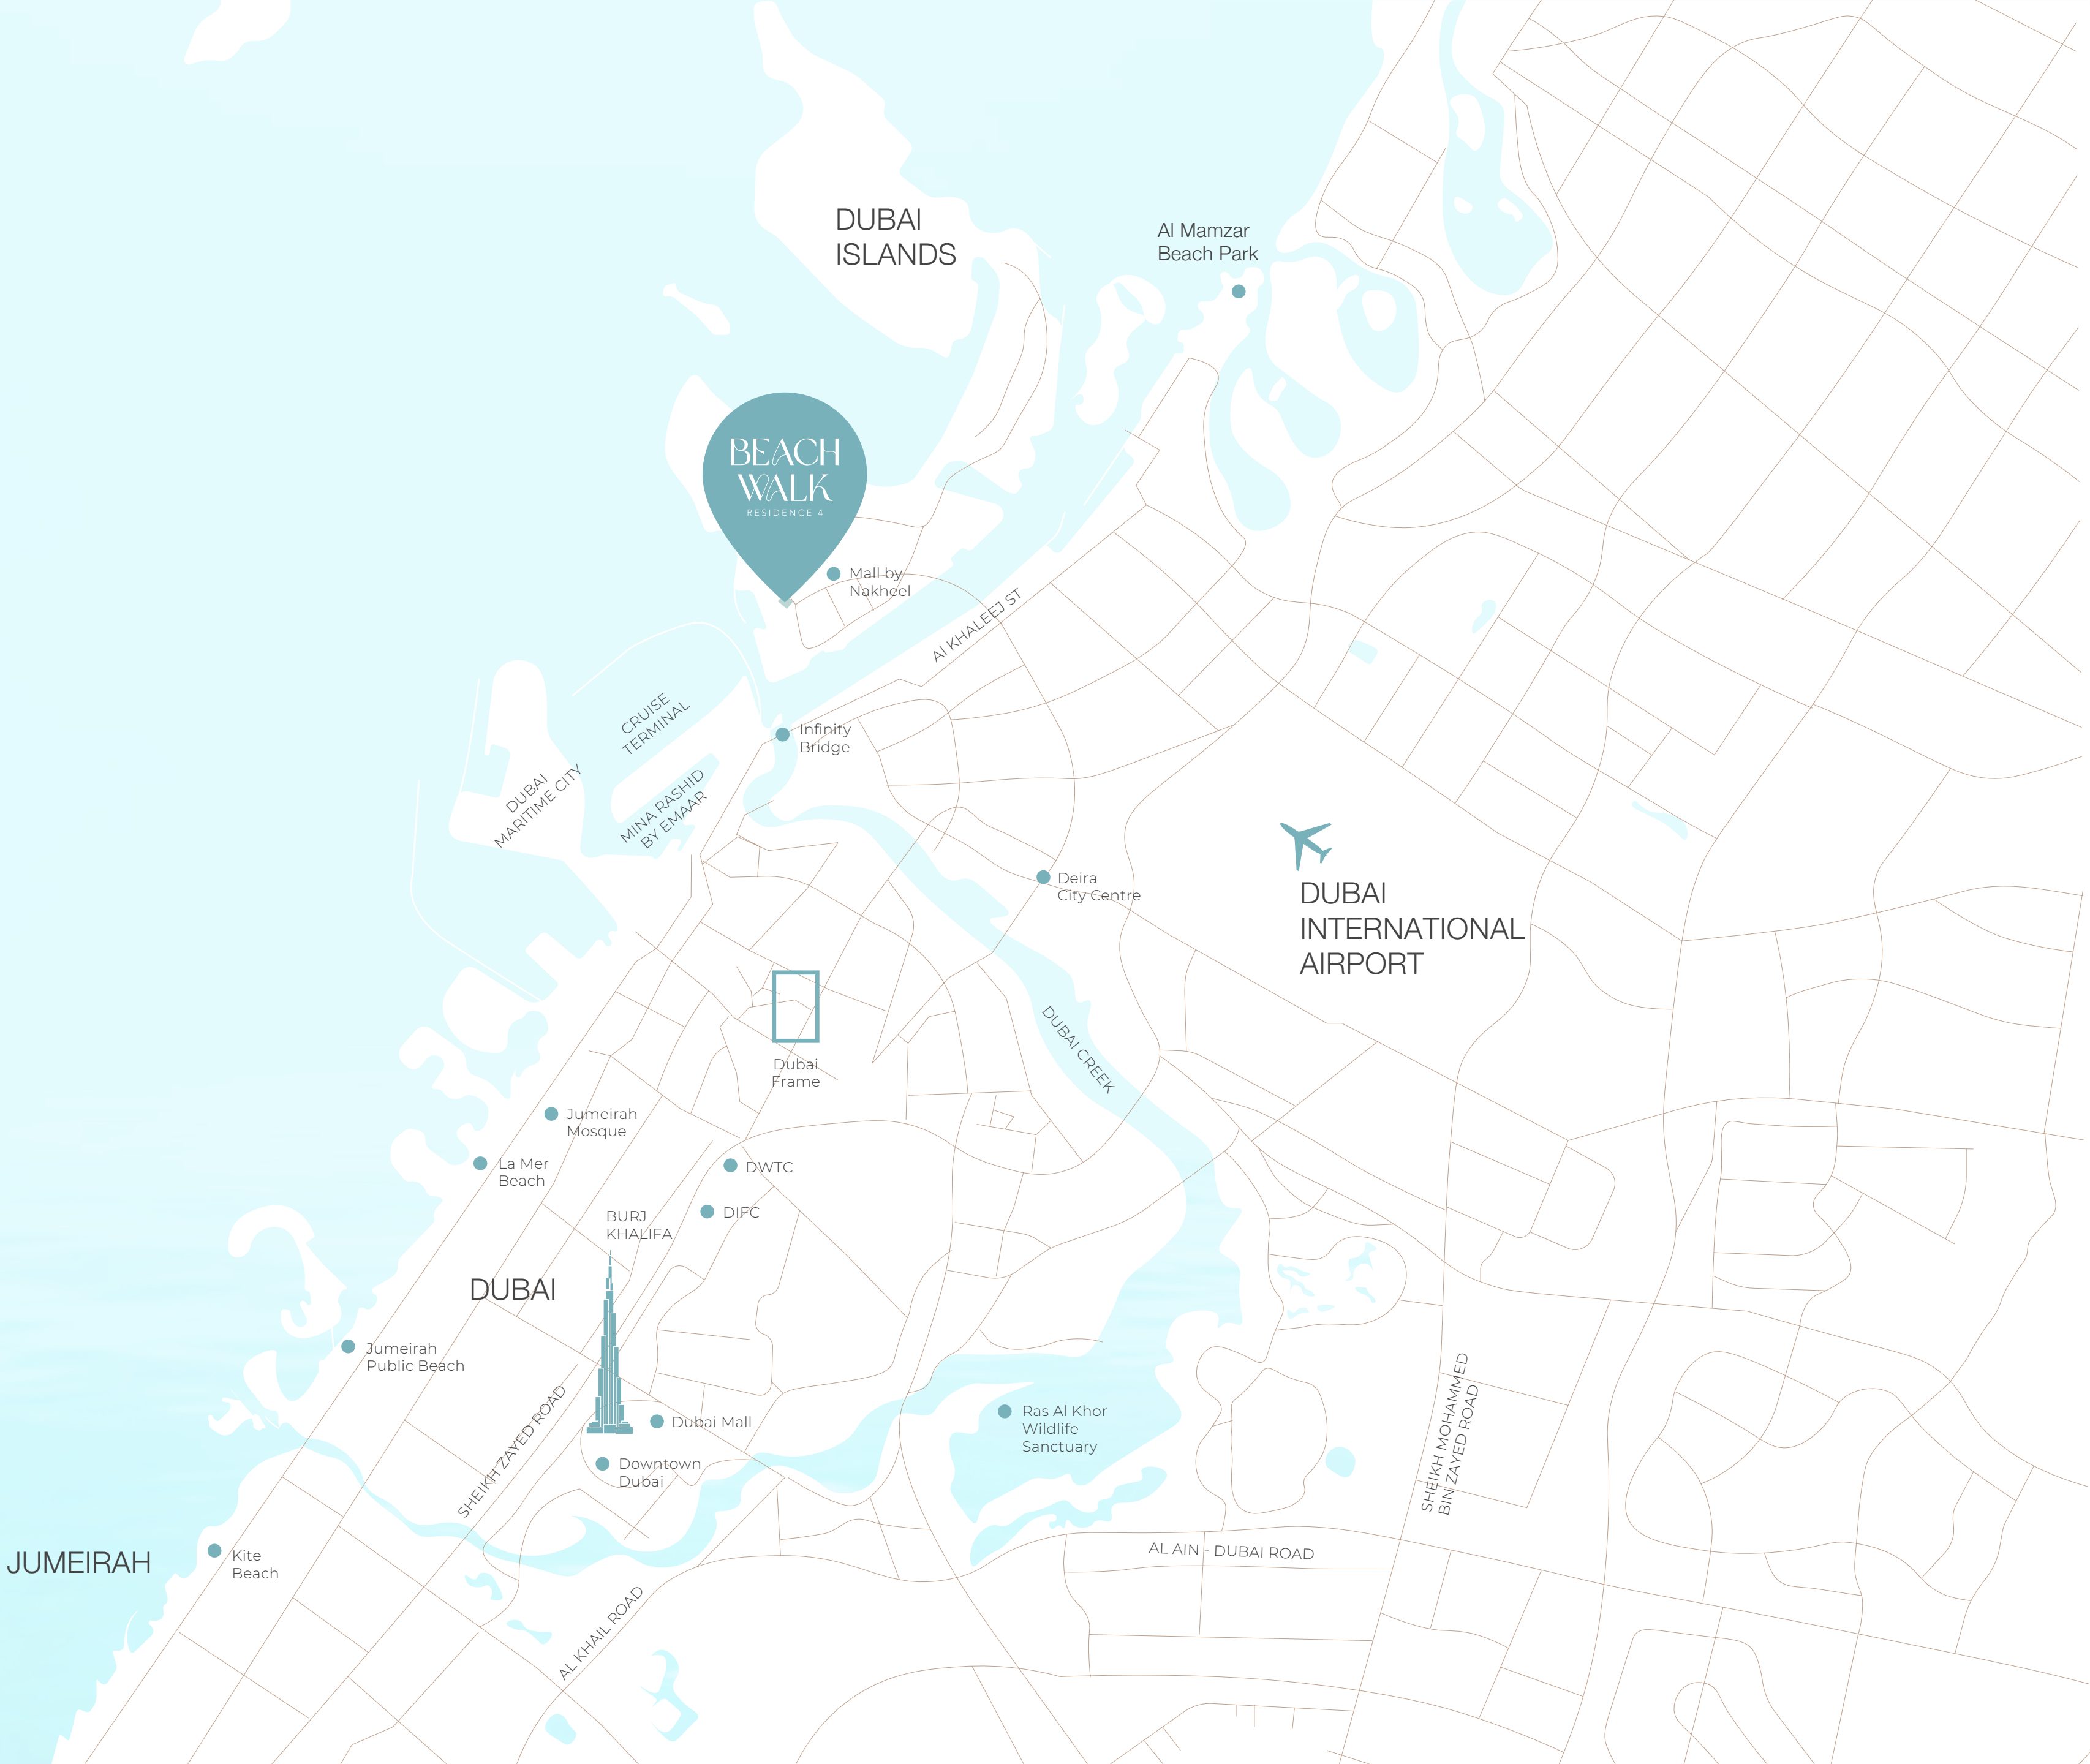 DUBAI
ISLANDS
Al Mamzar
Beach Park
BEACH
WALK
RESIDENCE 4
Mall by
Nakheel
Al KHALEEJ ST
CRUISE
TERMINAL
Infinity
Bridge
DUBAI
MARITIME CITY
MINA RASHID
BY EMAAR
Deira
City Centre
DUBAI
INTERNATIONAL
AIRPORT
DUBAI CREEK
Dubai
Frame
Jumeirah
Mosque
La Mer
Beach
DWTC
DIFC
BURJ
KHALIFA
DUBAI
Jumeirah
Public Beach
SHEIKH ZAYED ROAD
Dubai Mall
Downtown
Dubai
Ras Al Khor
Wildlife
Sanctuary
SHEIKH MOHAMMED
BIN ZAYED ROAD
JUMEIRAH
Kite
Beach
AL AIN - DUBAI ROAD
AL KHAIL ROAD